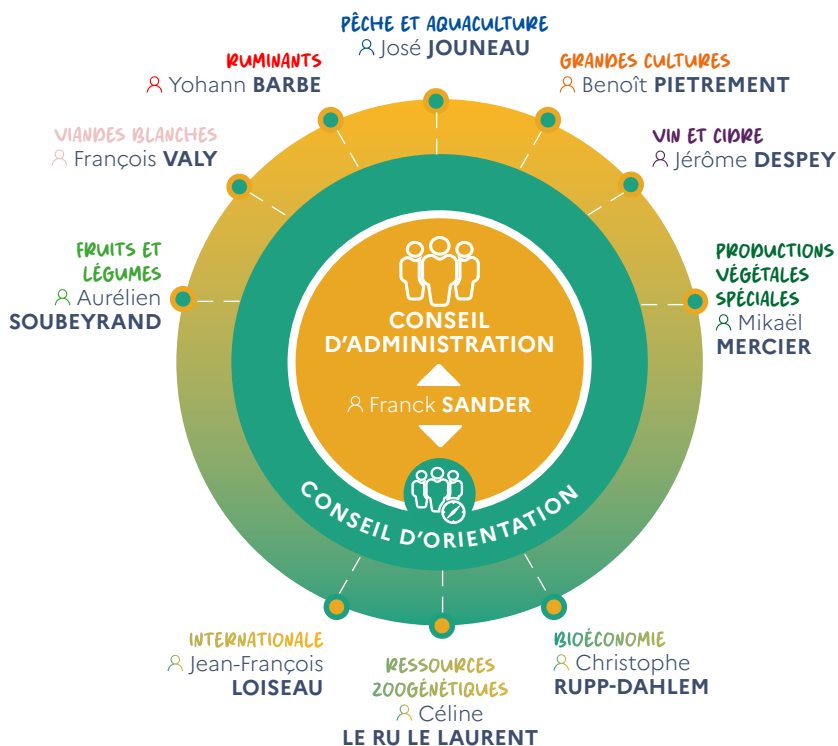 PÊCHE ET AQUACULTURE
José JOUNEAU
RUMINANTS
Yohann BARBE
GRANDES CULTURES
Benoît PIETREMENT
VIANDES BLANCHES
François VALY
VIN ET CIDRE
Jérôme DESPEY
FRUITS ET
LÉGUMES
Aurélien
SOUBEYRAND
PRODUCTIONS
VÉGÉTALES
SPÉCIALES
Mikaël
MERCIER
CONSEIL
D'ADMINISTRATION
Franck SANDER
CONSEIL D'ORIENTATION
INTERNATIONALE
Jean-François
LOISEAU
RESSOURCES
ZOOGÉNÉTIQUES
Céline
LE RU LE LAURENT
BIOÉCONOMIE
Christophe
RUPP-DAHLEM